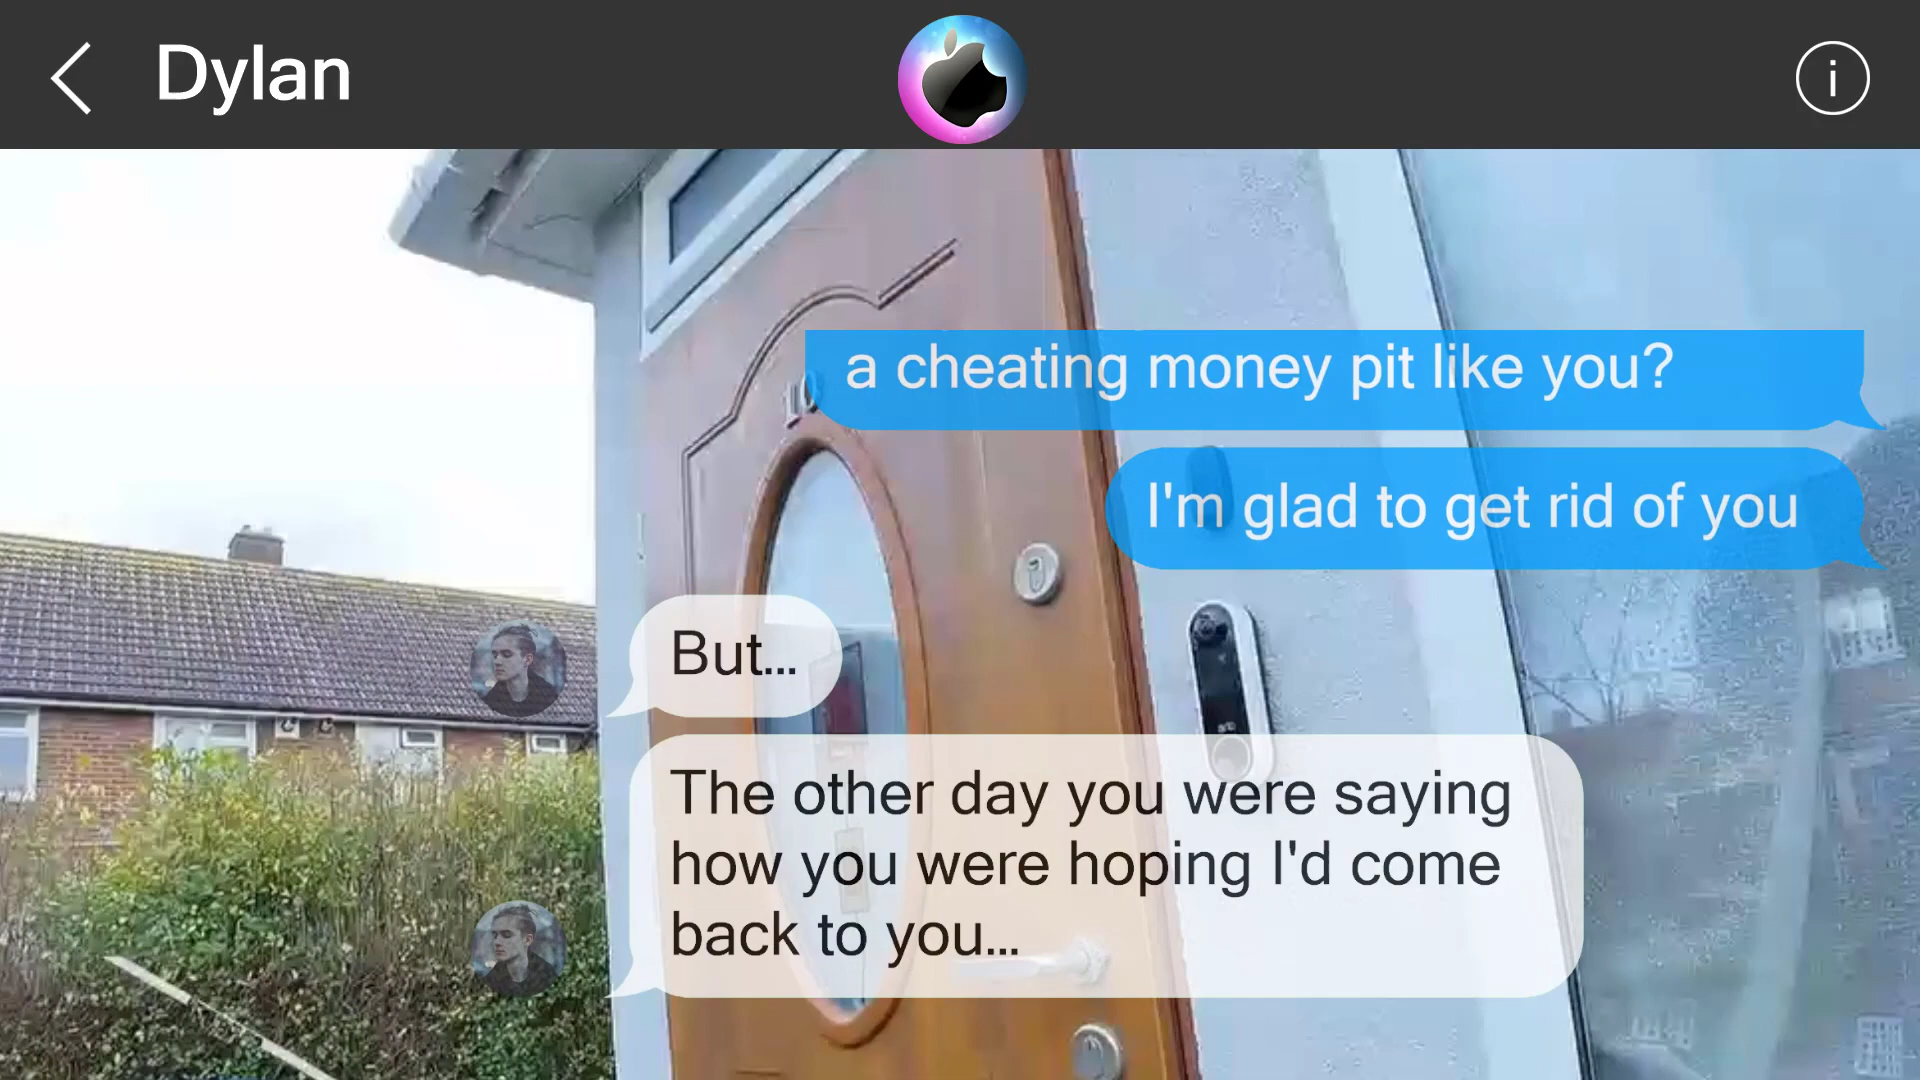 Dylan
i
a cheating money pit like you?
I'm glad to get rid of you
10
But...
The other day you were saying
how you were hoping I'd come
back to you...